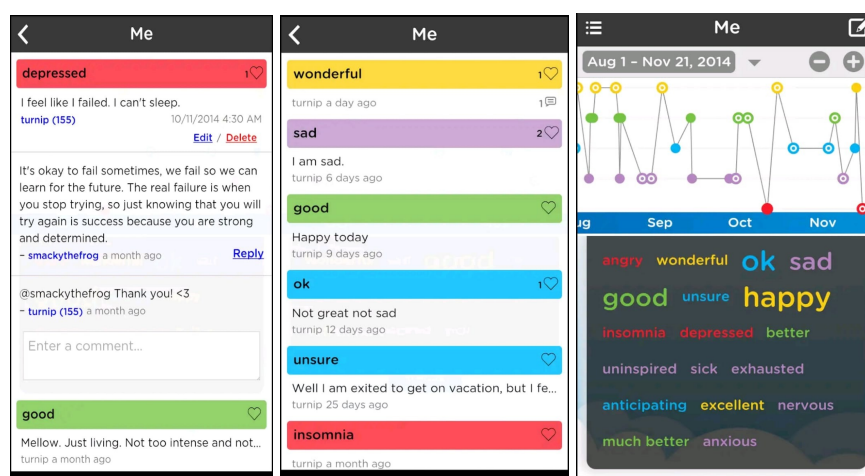 Me
depressed 1
I feel like I failed. I can't sleep.
turnip (155) 10/11/2014 4:30 AM
Edit / Delete
It's okay to fail sometimes, we fail so we can
learn for the future. The real failure is when
you stop trying, so just knowing that you will
try again is success because you are strong
and determined.
– smackythefrog a month ago Reply
@smackythefrog Thank you! <3
– turnip (155) a month ago
Enter a comment...
good
Mellow. Just living. Not too intense and not...
turnip a month ago
Me
wonderful 1
turnip a day ago 1
sad 2
I am sad.
turnip 6 days ago
good
Happy today
turnip 9 days ago
ok 1
Not great not sad
turnip 12 days ago
unsure
Well I am exited to get on vacation, but I fe...
turnip 25 days ago
insomnia
turnip a month ago
Me
Aug 1 – Nov 21, 2014
ug Sep Oct Nov
angry wonderful ok sad
good unsure happy
insomnia depressed better
uninspired sick exhausted
anticipating excellent nervous
much better anxious